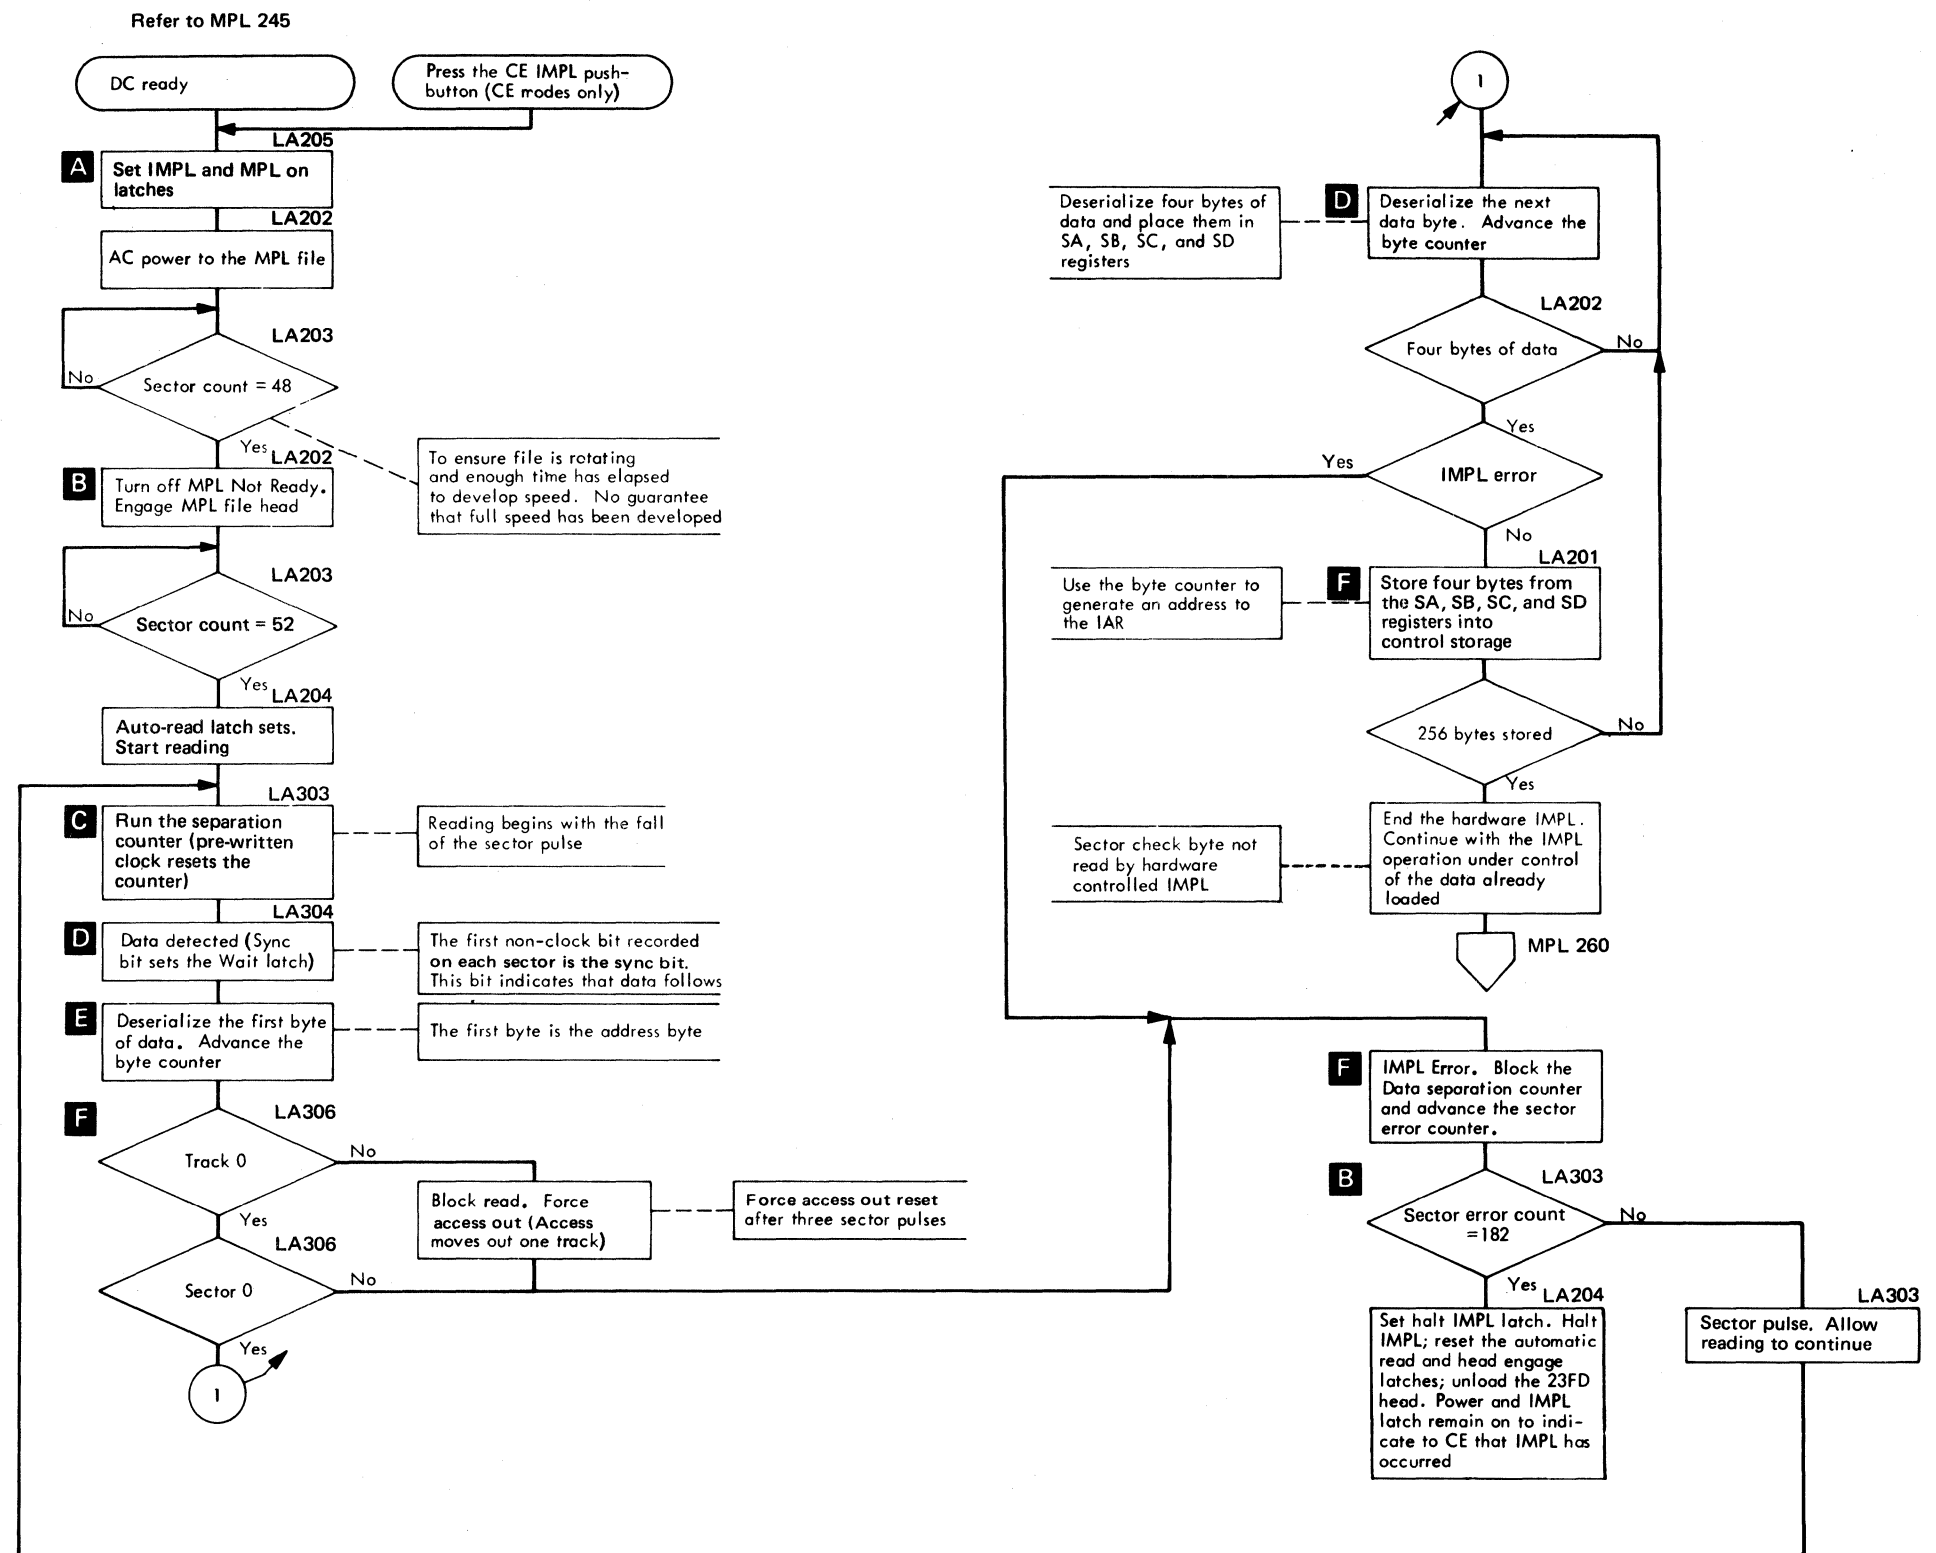 Refer to MPL 245
DC ready
Press the CE IMPL push-
button (CE modes only)
LA205
A
Set IMPL and MPL on
latches
LA202
AC power to the MPL file
LA203
No
Sector count = 48
Yes
LA202
B
Turn off MPL Not Ready.
Engage MPL file head
To ensure file is rotating
and enough time has elapsed
to develop speed. No guarantee
that full speed has been developed
LA203
No
Sector count = 52
Yes
LA204
Auto-read latch sets.
Start reading
LA303
C
Run the separation
counter (pre-written
clock resets the
counter)
Reading begins with the fall
of the sector pulse
LA304
D
Data detected (Sync
bit sets the Wait latch)
The first non-clock bit recorded
on each sector is the sync bit.
This bit indicates that data follows
E
Deserialize the first byte
of data. Advance the
byte counter
The first byte is the address byte
F
LA306
Track 0
No
Yes
Block read. Force
access out (Access
moves out one track)
Force access out reset
after three sector pulses
LA306
Sector 0
No
Yes
1
1
Deserialize four bytes of
data and place them in
SA, SB, SC, and SD
registers
D
Deserialize the next
data byte. Advance the
byte counter
LA202
Four bytes of data
No
Yes
Yes
IMPL error
No
LA201
Use the byte counter to
generate an address to
the IAR
F
Store four bytes from
the SA, SB, SC, and SD
registers into
control storage
256 bytes stored
No
Yes
Sector check byte not
read by hardware
controlled IMPL
End the hardware IMPL.
Continue with the IMPL
operation under control
of the data already
loaded
MPL 260
F
IMPL Error. Block the
Data separation counter
and advance the sector
error counter.
B
LA303
Sector error count
=182
No
Yes
LA204
Set halt IMPL latch. Halt
IMPL; reset the automatic
read and head engage
latches; unload the 23FD
head. Power and IMPL
latch remain on to indi-
cate to CE that IMPL has
occurred
LA303
Sector pulse. Allow
reading to continue